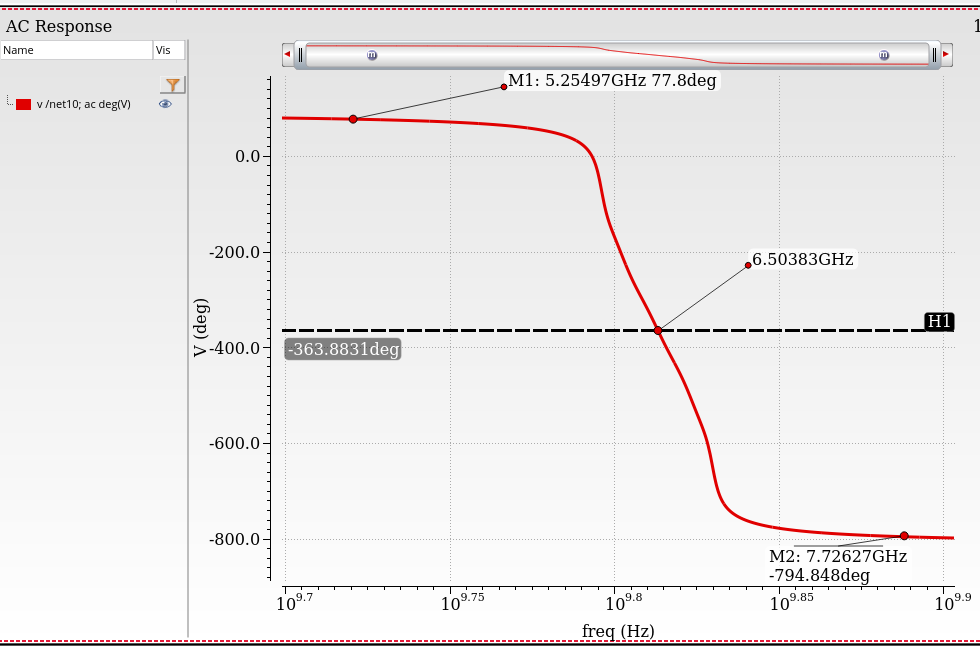 AC Response
1
Name Vis
v /net10; ac deg(V)
M1: 5.25497GHz 77.8deg
0.0
-200.0
6.50383GHz
H1
-363.8831deg
-400.0
-600.0
-800.0
V (deg)
M2: 7.72627GHz
-794.848deg
10^9.7 10^9.75 10^9.8 10^9.85 10^9.9
freq (Hz)